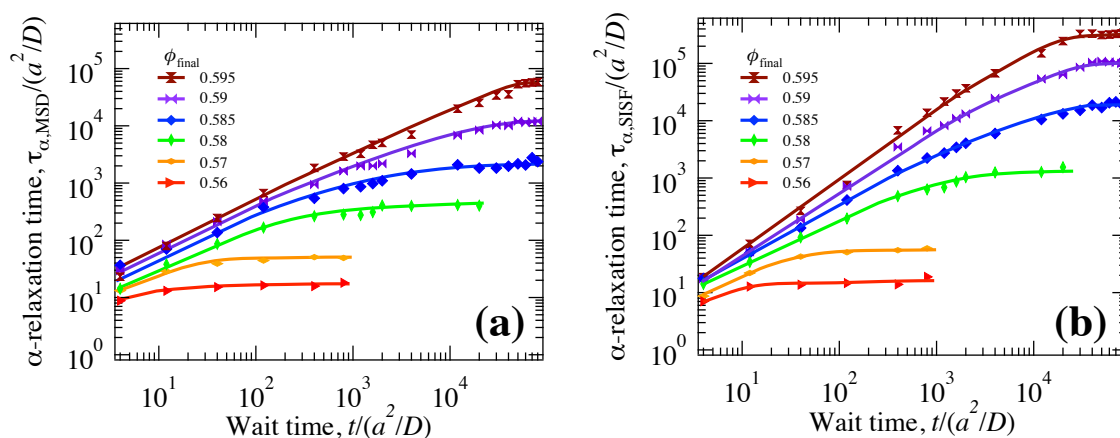 α-relaxation time, τ_α,MSD/(a²/D)
10⁵
10⁴
10³
10²
10¹
10⁰
ϕ_final
0.595
0.59
0.585
0.58
0.57
0.56
(a)
10¹ 10² 10³ 10⁴
Wait time, t/(a²/D)
α-relaxation time, τ_α,SISF/(a²/D)
10⁵
10⁴
10³
10²
10¹
10⁰
ϕ_final
0.595
0.59
0.585
0.58
0.57
0.56
(b)
10¹ 10² 10³ 10⁴
Wait time, t/(a²/D)